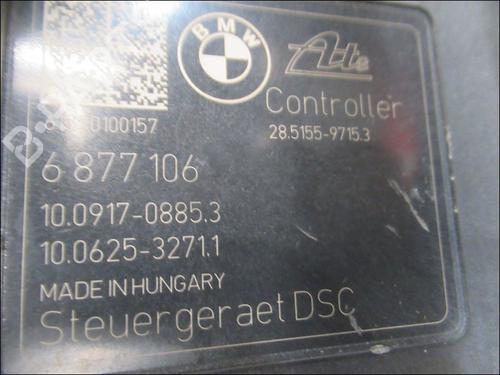 BMW
Ate
Controller
28.5155-9715.3
0100157
6 877 106
10.0917-0885.3
10.0625-3271.1
MADE IN HUNGARY
Steuergeraet DSC